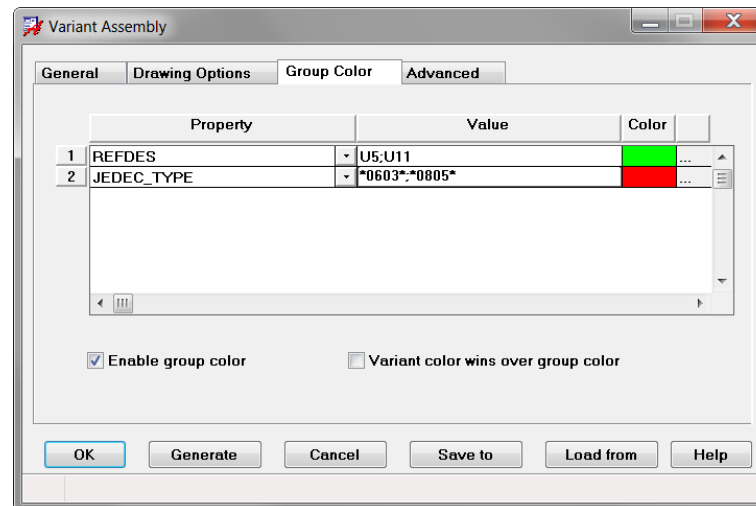 Variant Assembly
General Drawing Options Group Color Advanced
Property Value Color
1 REFDES U5;U11 ...
2 JEDEC_TYPE *0603*;*0805* ...
Enable group color Variant color wins over group color
OK Generate Cancel Save to Load from Help